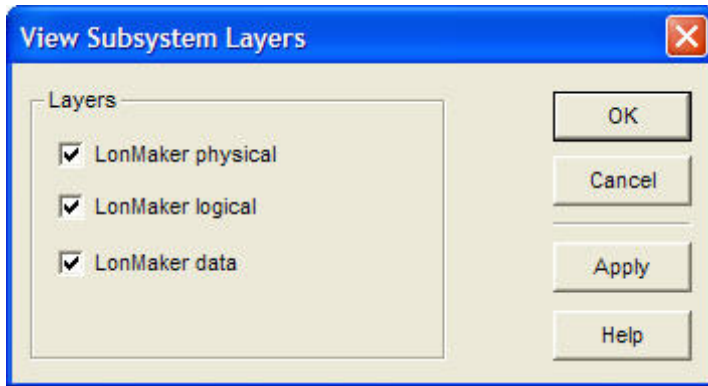 View Subsystem Layers
Layers
LonMaker physical
LonMaker logical
LonMaker data
OK
Cancel
Apply
Help